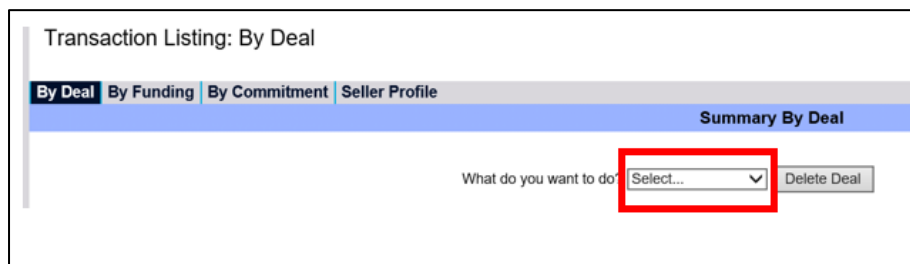 Transaction Listing: By Deal
By Deal By Funding By Commitment Seller Profile
Summary By Deal
What do you want to do? Select... Delete Deal